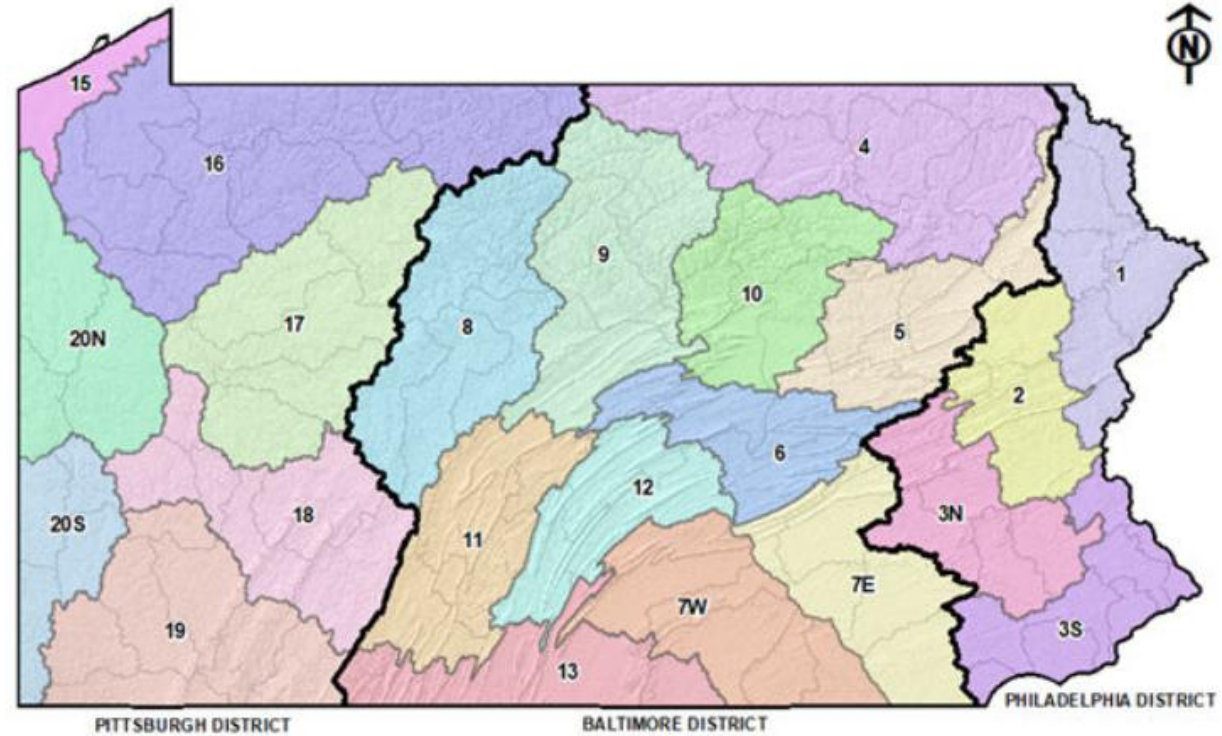 N
15
16
4
9
1
10
8
17
5
20N
2
6
12
18
3N
20S
11
7E
7W
19
3S
13
PHILADELPHIA DISTRICT
PITTSBURGH DISTRICT
BALTIMORE DISTRICT